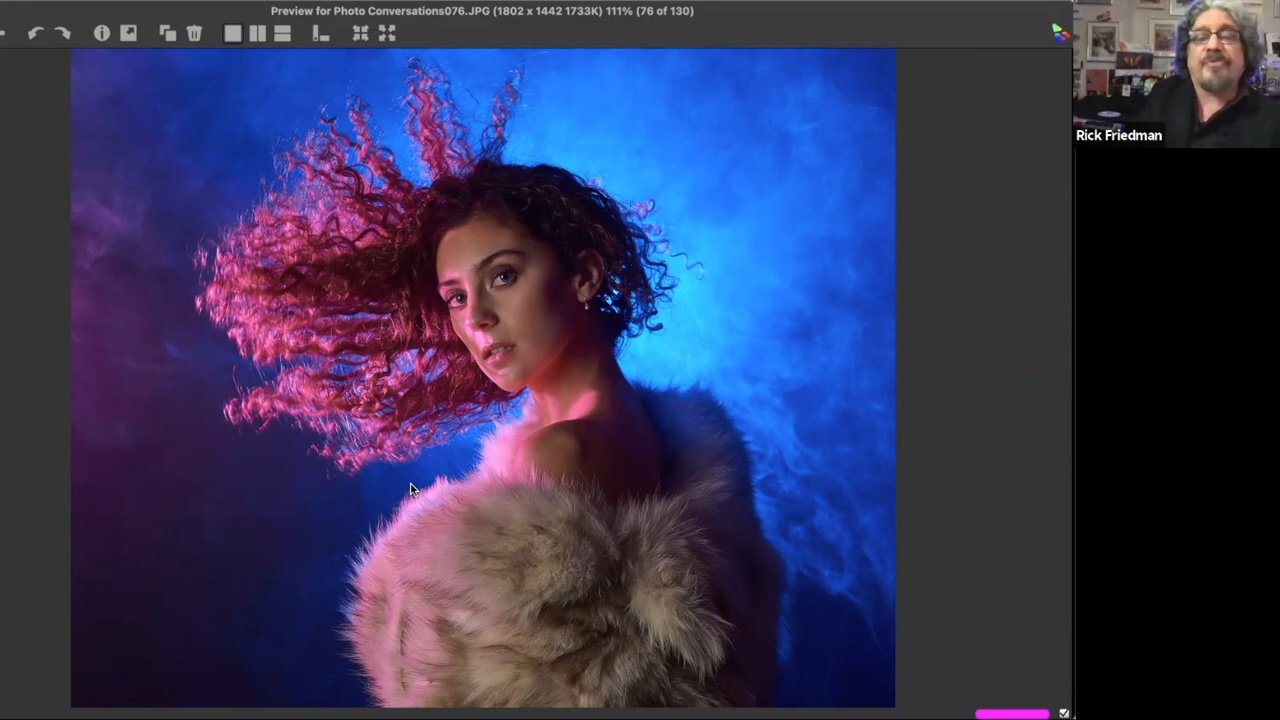 Preview for Photo Conversations076.JPG (1802 x 1442 1733K) 111% (76 of 130)
Rick Friedman